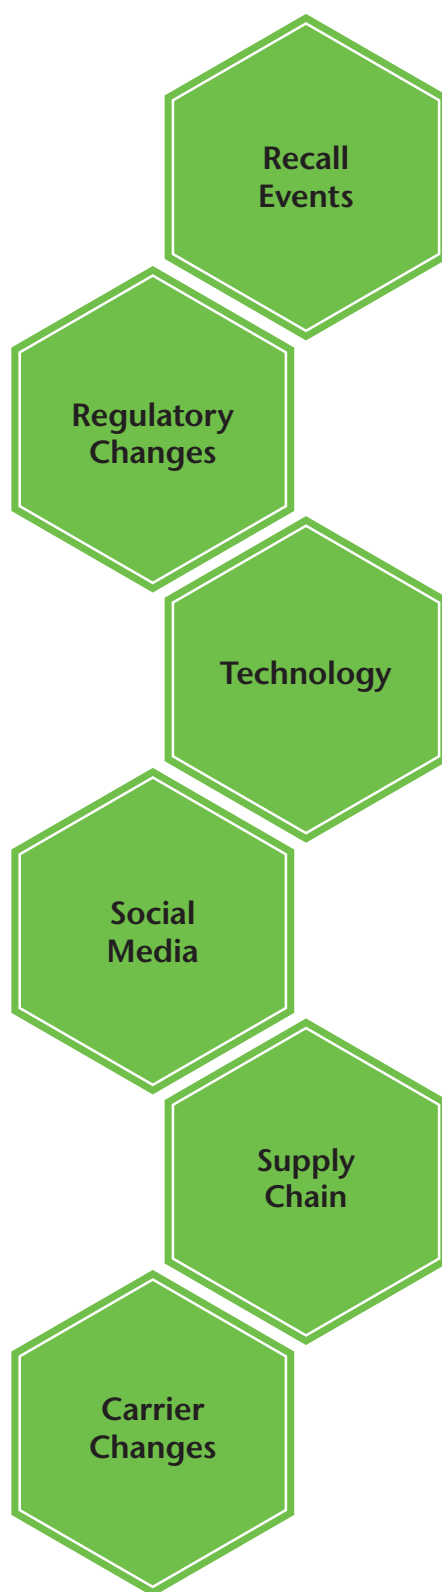 Recall
Events
Regulatory
Changes
Technology
Social
Media
Supply
Chain
Carrier
Changes